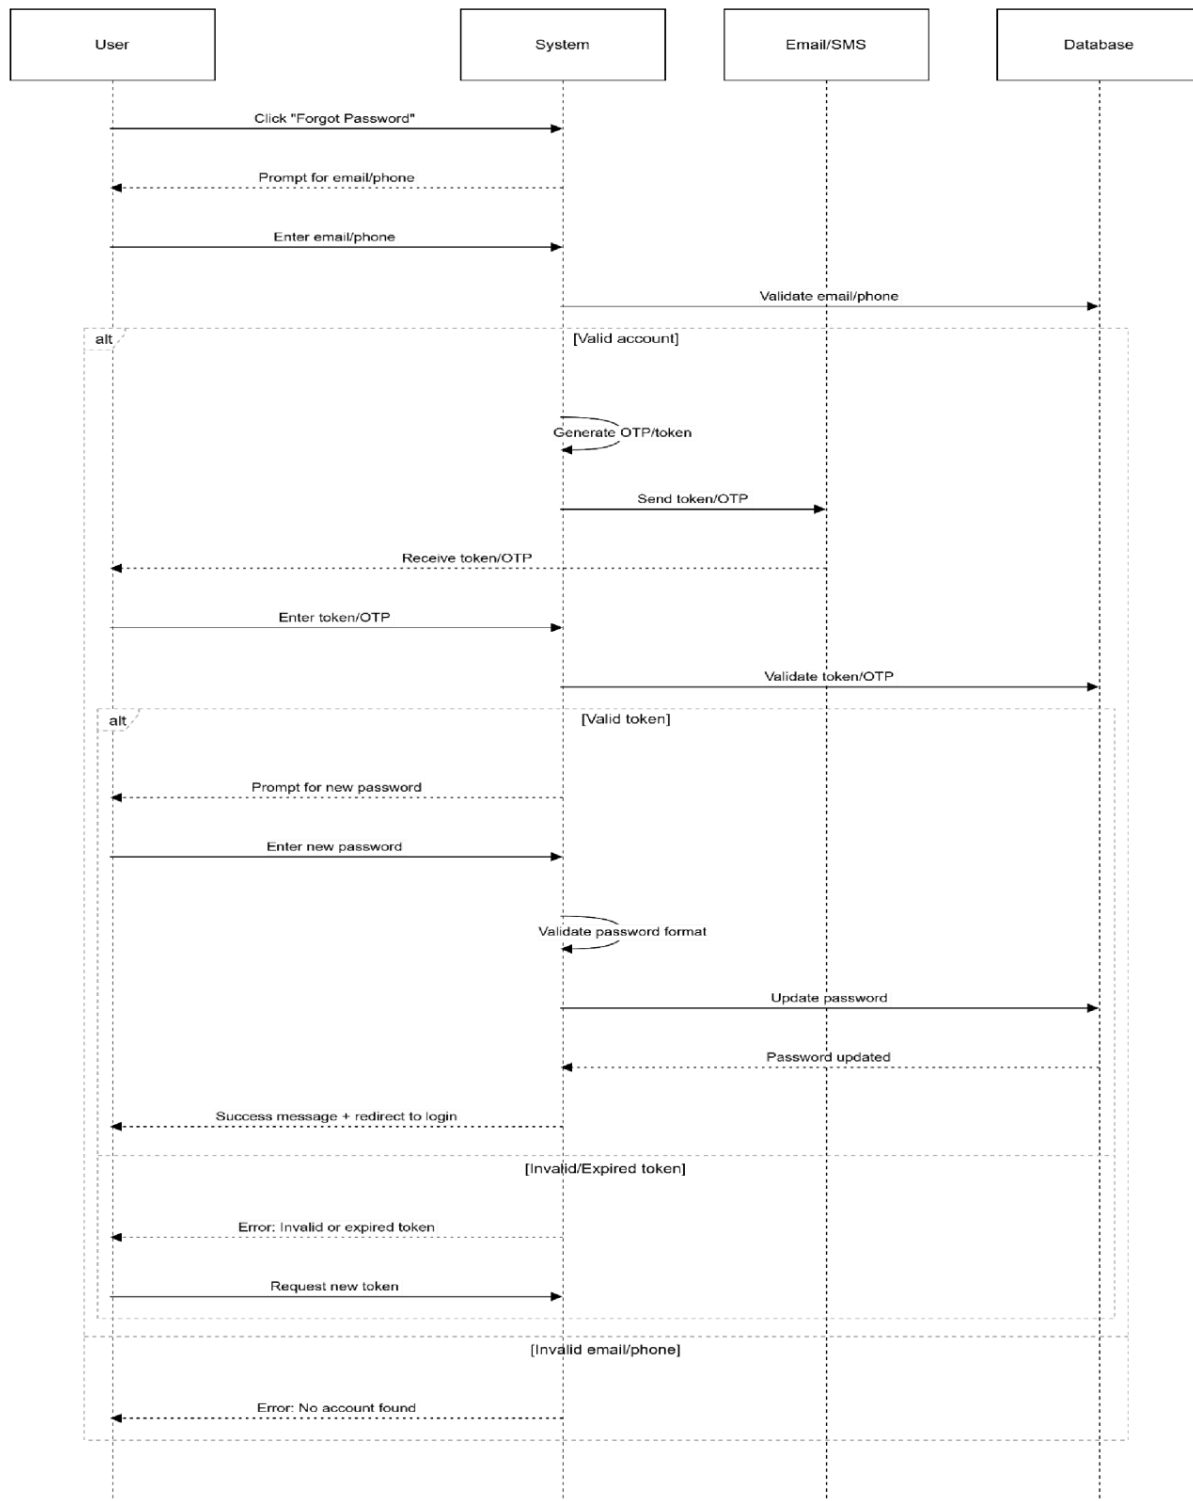 User
System
Email/SMS
Database
Click "Forgot Password"
Prompt for email/phone
Enter email/phone
Validate email/phone
alt
[Valid account]
Generate OTP/token
Send token/OTP
Receive token/OTP
Enter token/OTP
Validate token/OTP
alt
[Valid token]
Prompt for new password
Enter new password
Validate password format
Update password
Password updated
Success message + redirect to login
[Invalid/Expired token]
Error: Invalid or expired token
Request new token
[Invalid email/phone]
Error: No account found